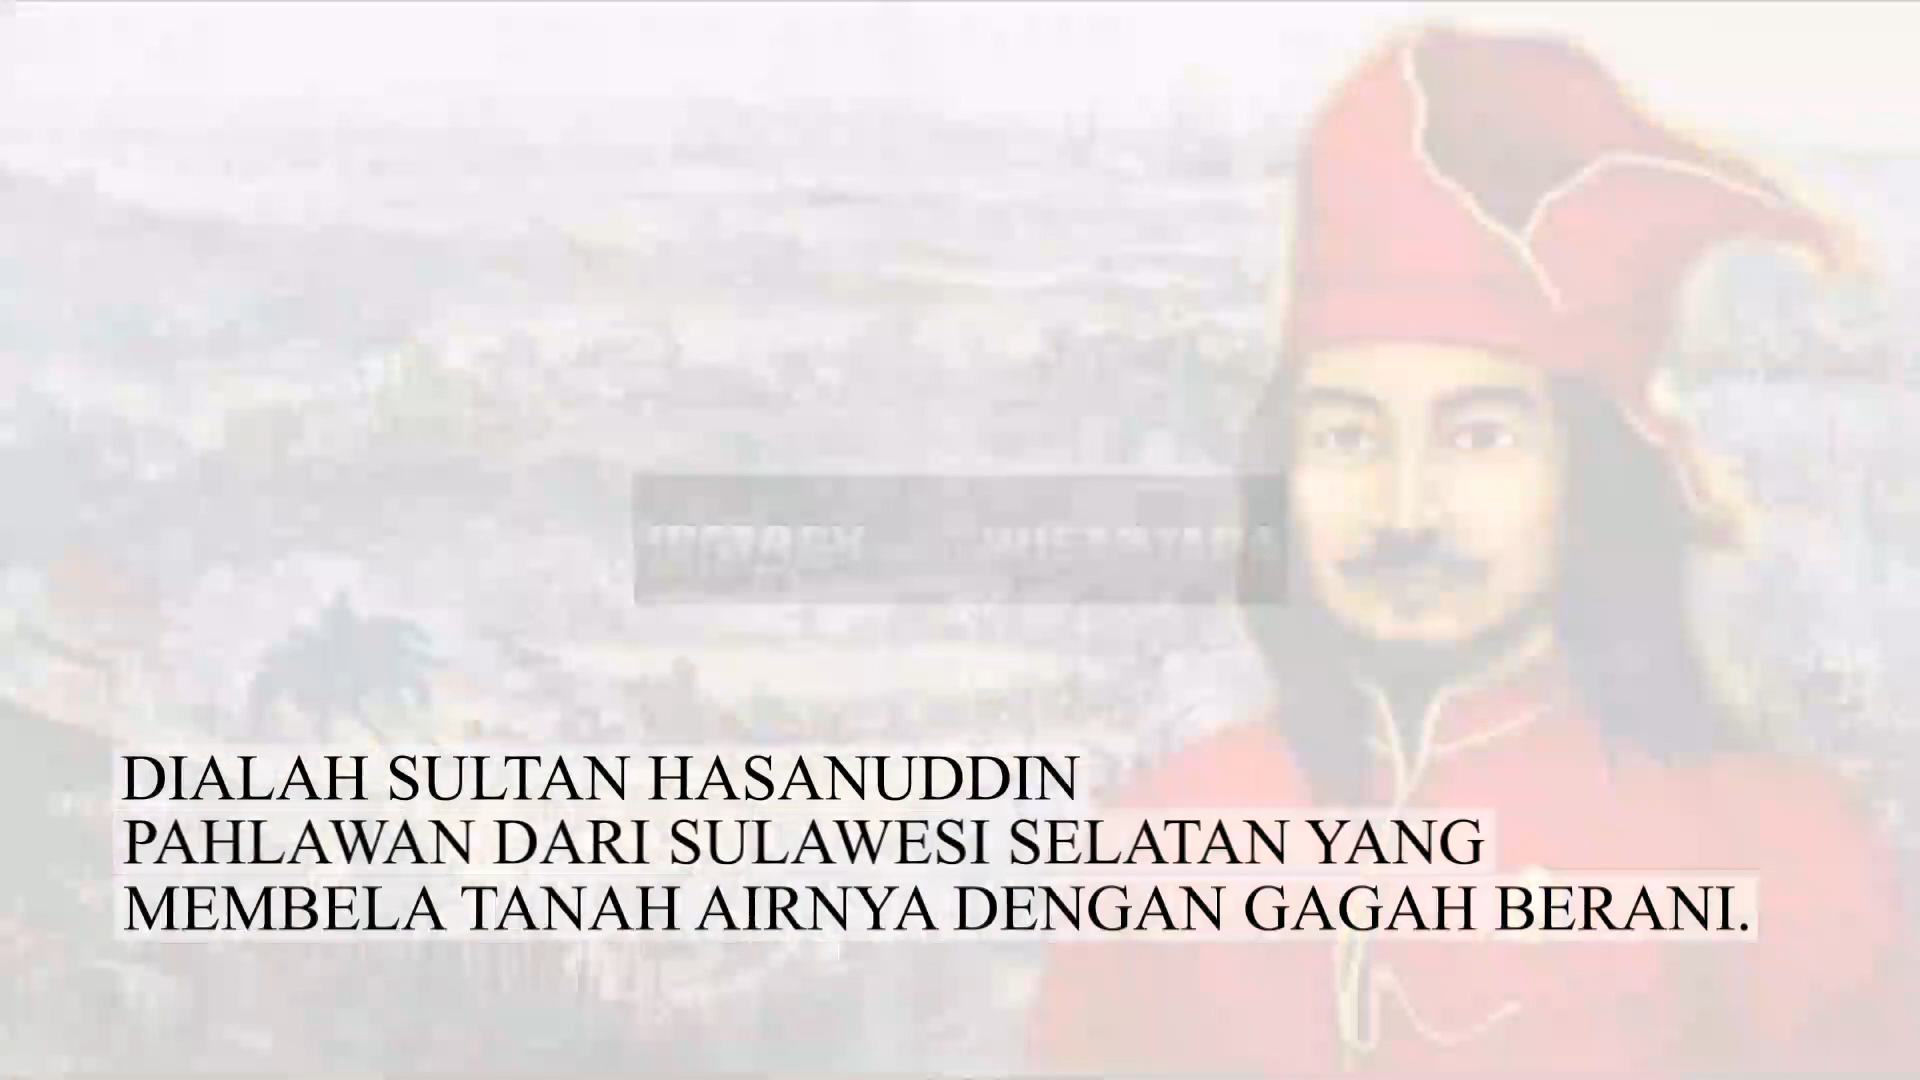 DIALAH SULTAN HASANUDDIN
PAHLAWAN DARI SULAWESI SELATAN YANG
MEMBELA TANAH AIRNYA DENGAN GAGAH BERANI.